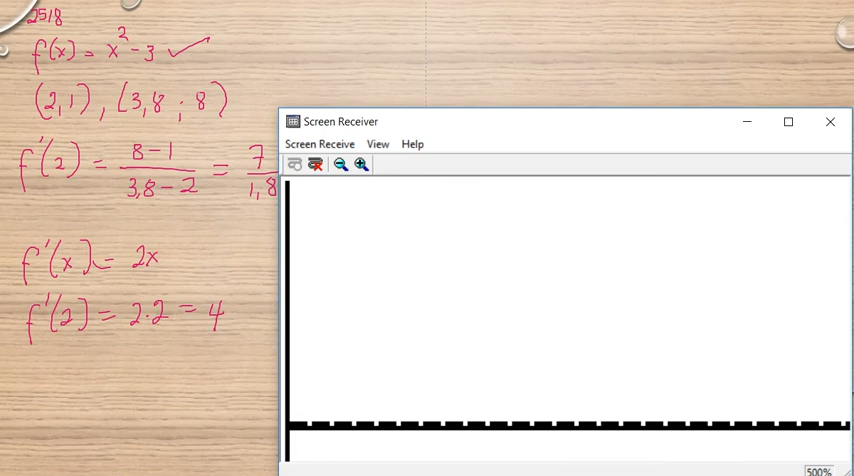 2518
f(x) = x² - 3 ✓
(2,1), (3,8 ; 8)
f'(2) = 8-1 / 3,8-2 = 7 / 1,8
f'(x) = 2x
f'(2) = 2·2 = 4
Screen Receiver
Screen Receive View Help
500%